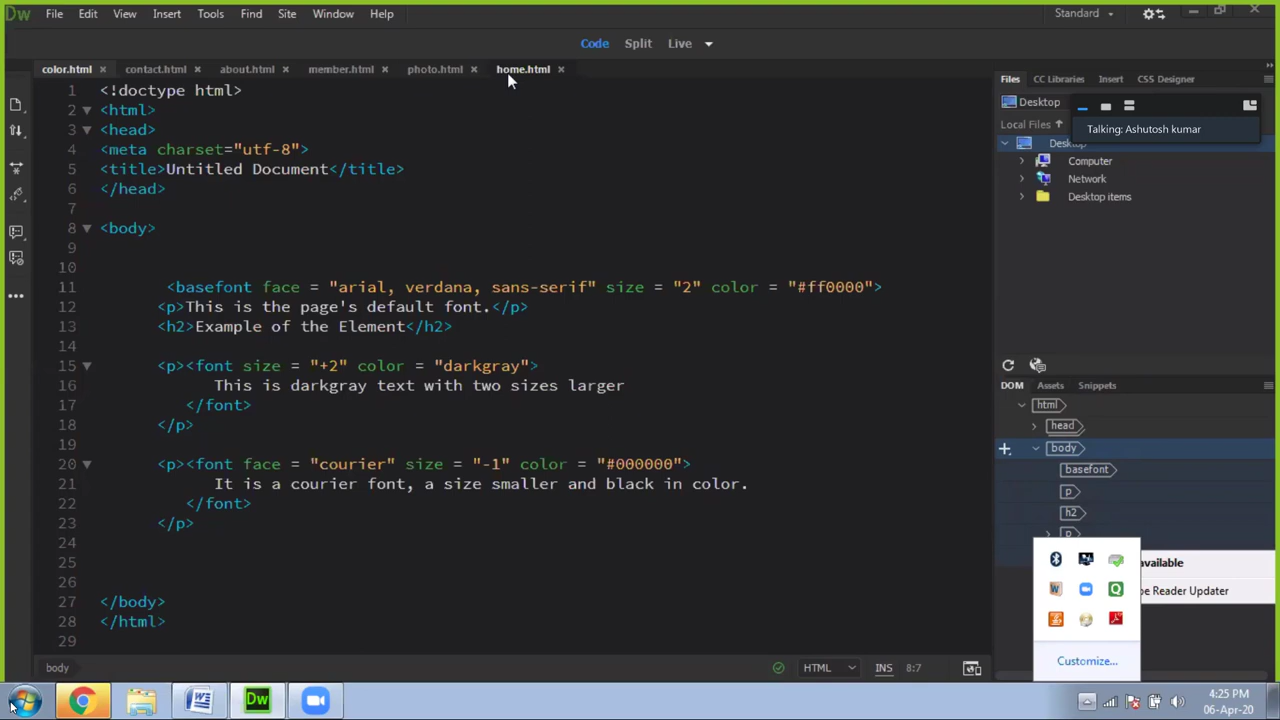 Dw File Edit View Insert Tools Find Site Window Help Standard
Code Split Live
color.html contact.html about.html member.html photo.html home.html
1 <!doctype html>
2 <html>
3 <head>
4 <meta charset="utf-8">
5 <title>Untitled Document</title>
6 </head>
7
8 <body>
9
10
11 <basefont face = "arial, verdana, sans-serif" size = "2" color = "#ff0000">
12 <p>This is the page's default font.</p>
13 <h2>Example of the Element</h2>
14
15 <p><font size = "+2" color = "darkgray">
16 This is darkgray text with two sizes larger
17 </font>
18 </p>
19
20 <p><font face = "courier" size = "-1" color = "#000000">
21 It is a courier font, a size smaller and black in color.
22 </font>
23 </p>
24
25
26
27 </body>
28 </html>
29
body HTML INS 8:7
Files CC Libraries Insert CSS Designer
Desktop
Talking: Ashutosh kumar
Local Files
Computer
Network
Desktop items
DOM Assets Snippets
html
head
body
basefont
p
h2
available
Reader Updater
Customize...
Dw
4:25 PM
06-Apr-20